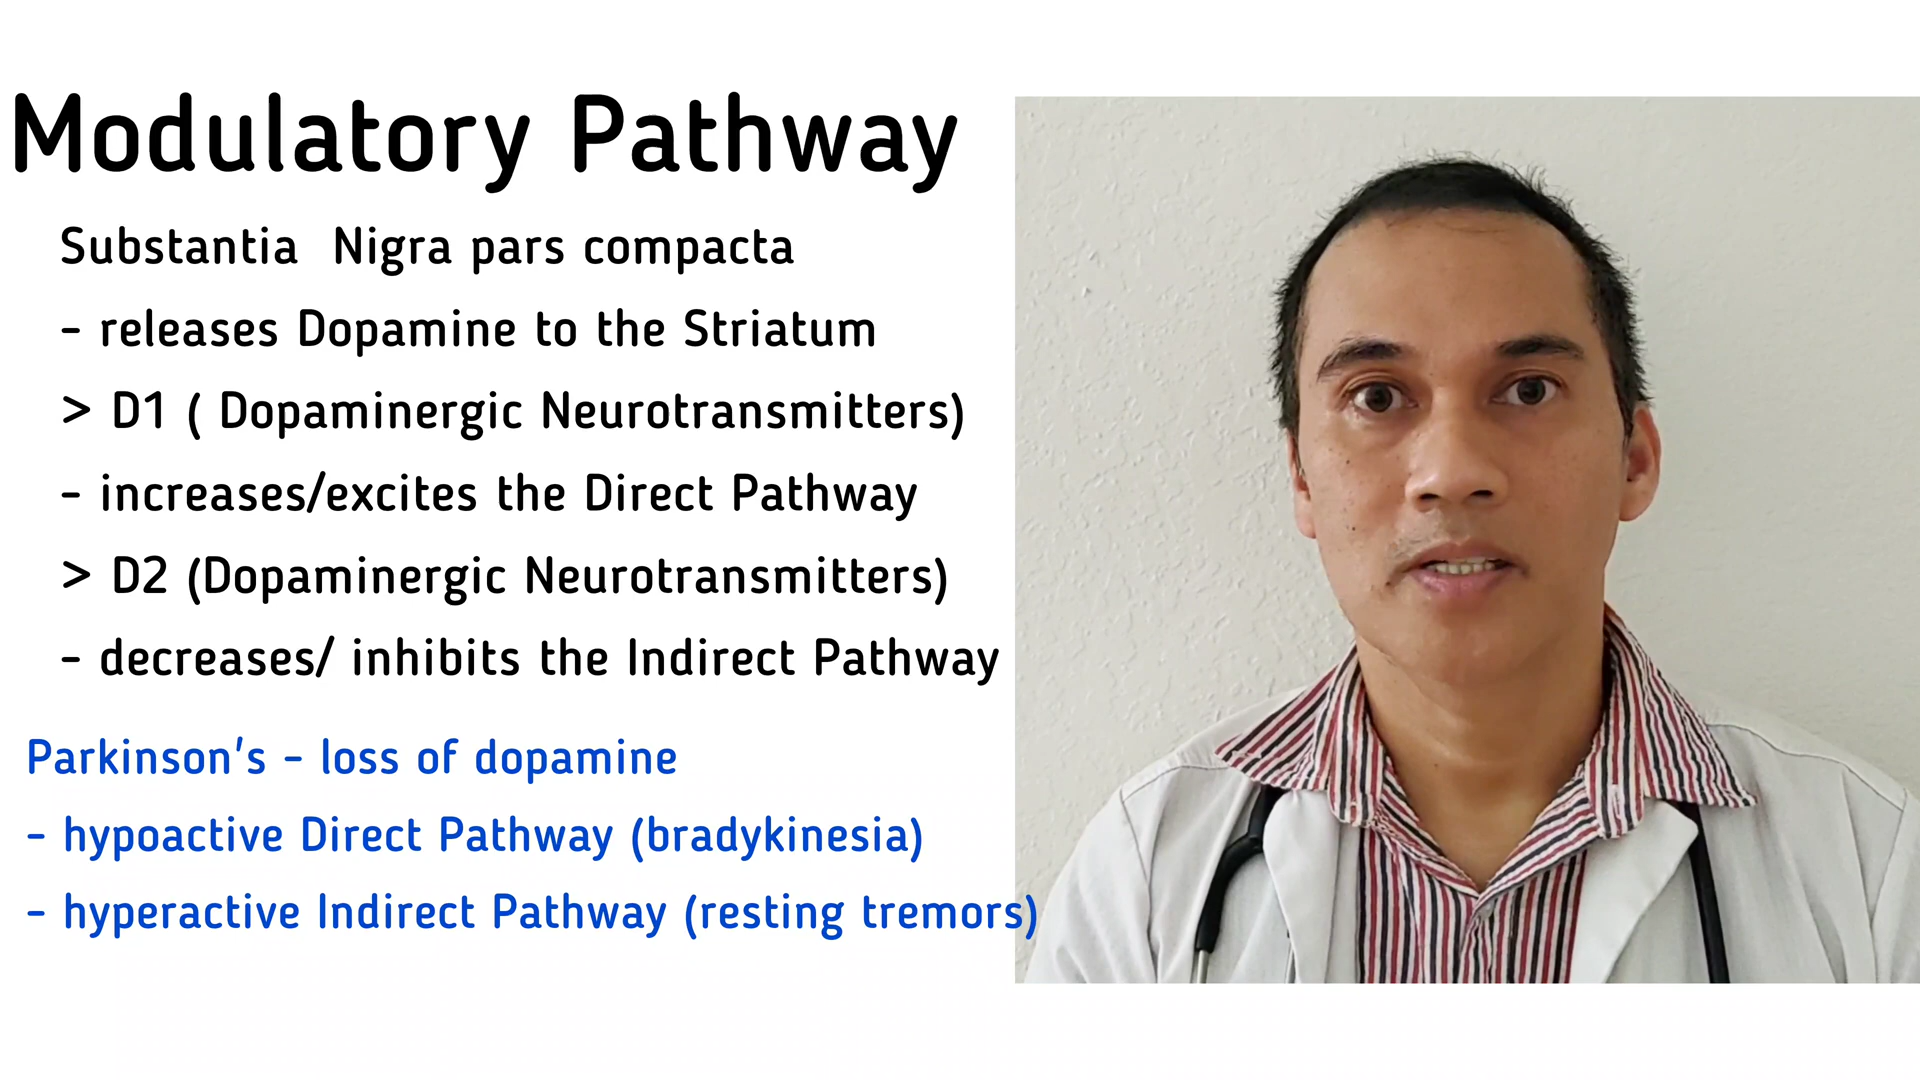 Modulatory Pathway
Substantia Nigra pars compacta
- releases Dopamine to the Striatum
> D1 ( Dopaminergic Neurotransmitters)
- increases/excites the Direct Pathway
> D2 (Dopaminergic Neurotransmitters)
- decreases/ inhibits the Indirect Pathway
Parkinson's - loss of dopamine
- hypoactive Direct Pathway (bradykinesia)
- hyperactive Indirect Pathway (resting tremors)